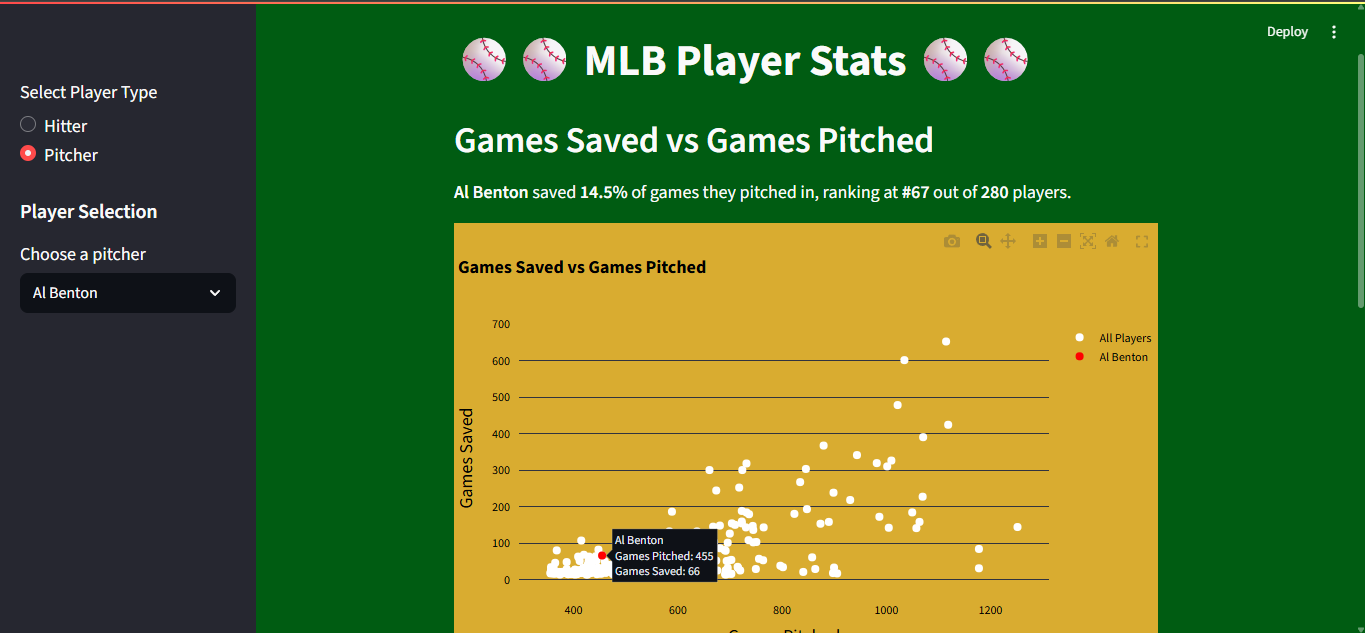 Deploy
MLB Player Stats
Select Player Type
Hitter
Pitcher
Player Selection
Choose a pitcher
Al Benton
Games Saved vs Games Pitched
Al Benton saved 14.5% of games they pitched in, ranking at #67 out of 280 players.
Games Saved vs Games Pitched
All Players
Al Benton
Games Saved
700
600
500
400
300
200
100
0
Al Benton
Games Pitched: 455
Games Saved: 66
400 600 800 1000 1200